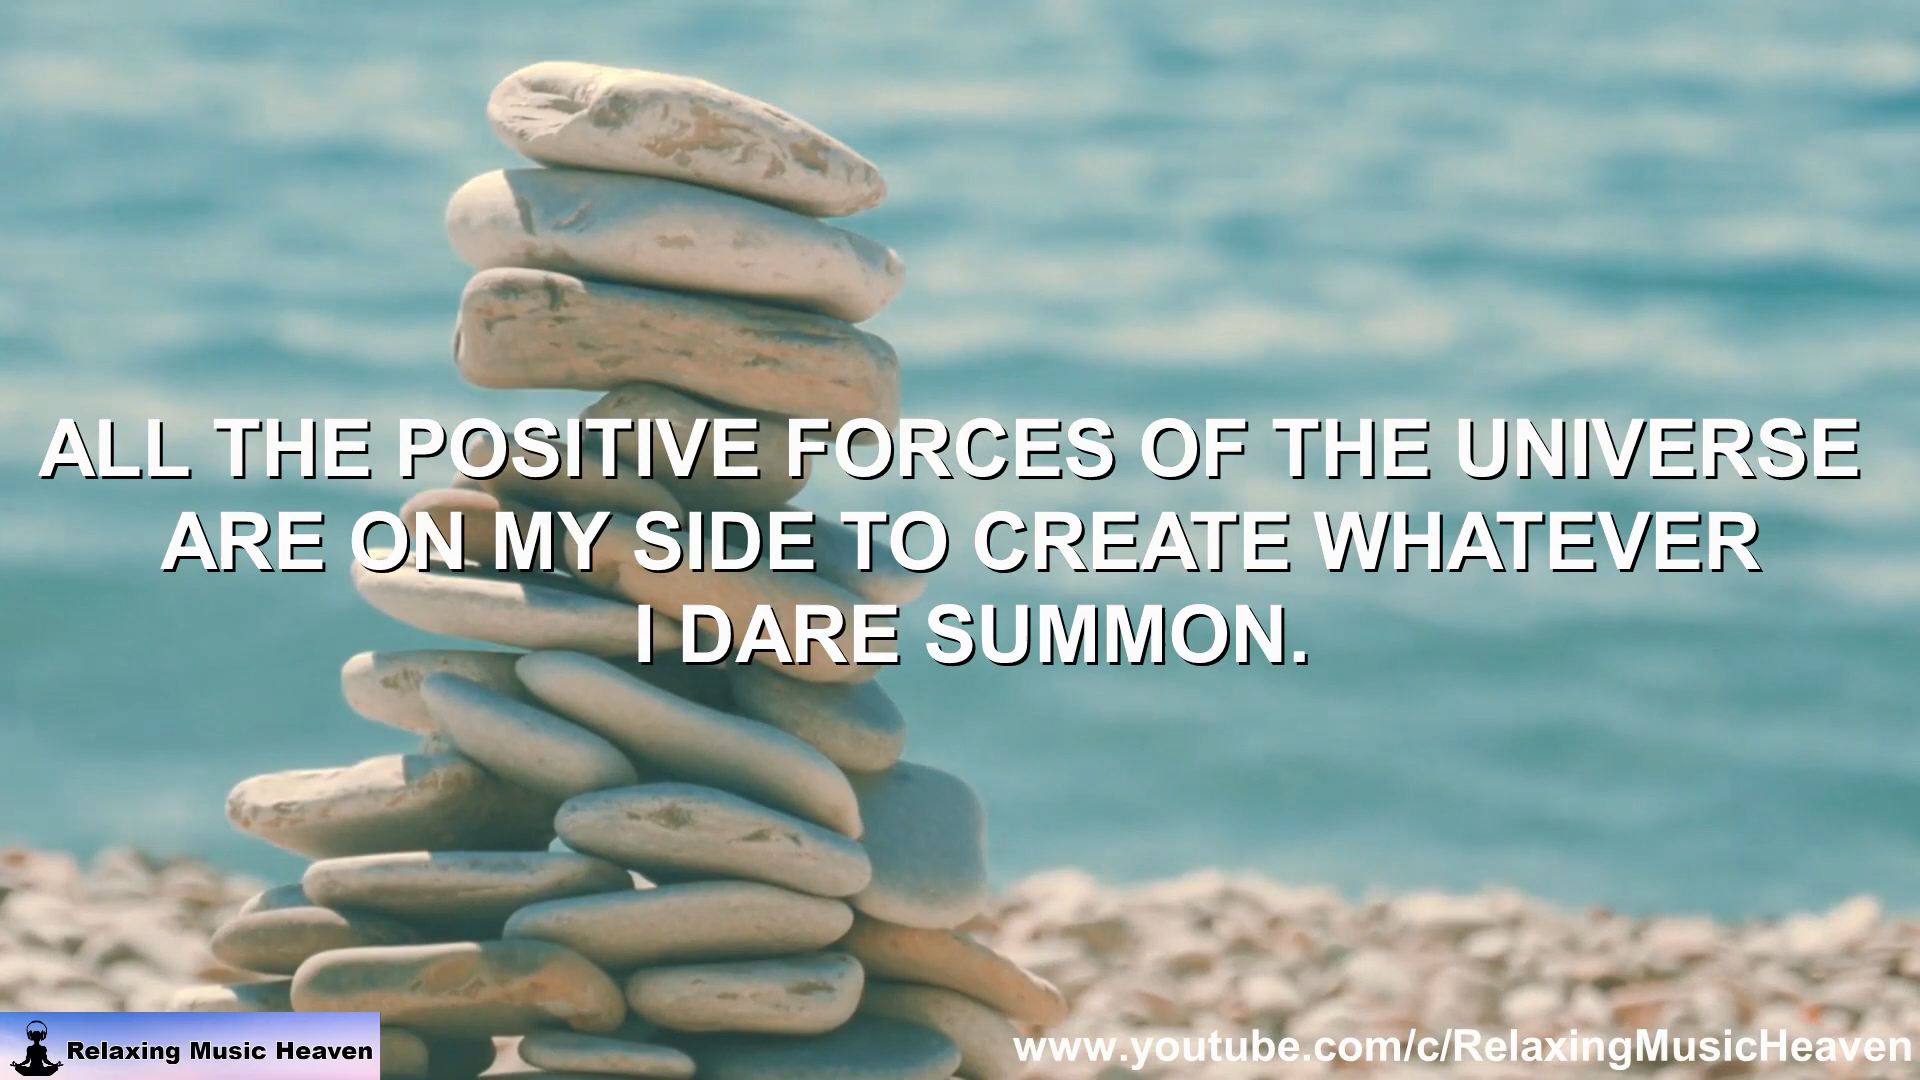 ALL THE POSITIVE FORCES OF THE UNIVERSE
ARE ON MY SIDE TO CREATE WHATEVER
I DARE SUMMON.
Relaxing Music Heaven
www.youtube.com/c/RelaxingMusicHeaven